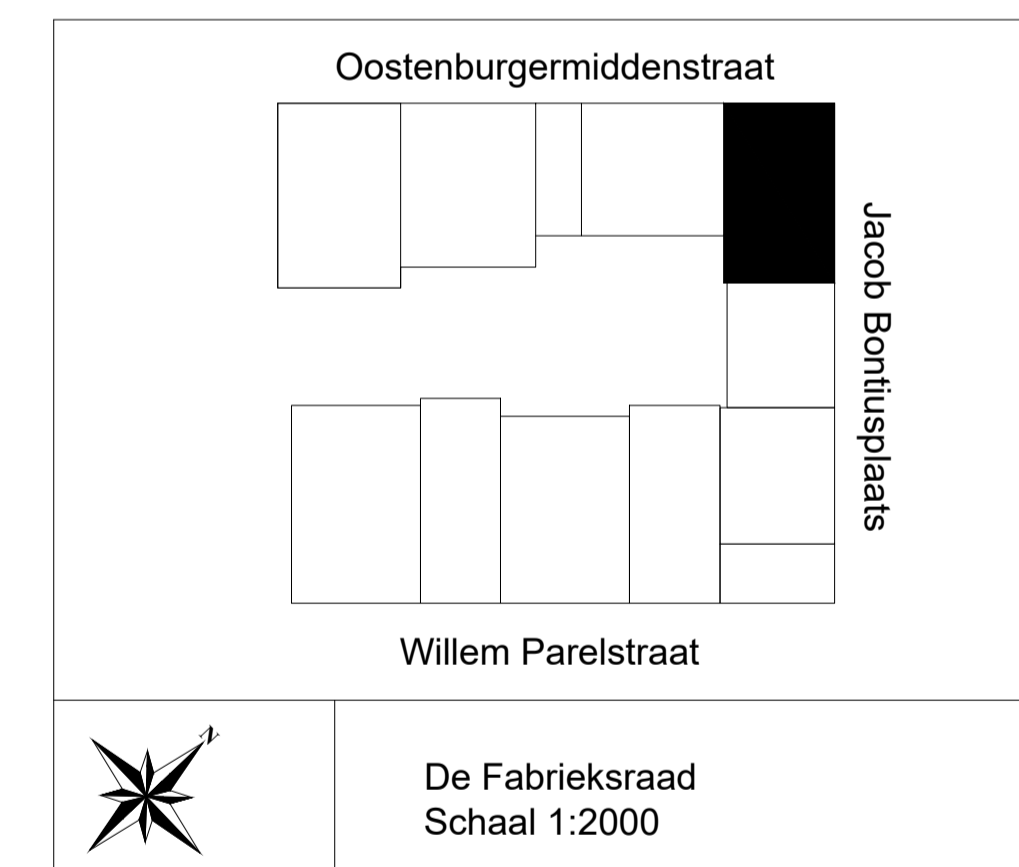 Oostenburgermiddenstraat
Jacob Bontiusplaats
Willem Parelstraat
N
De Fabrieksraad
Schaal 1:2000